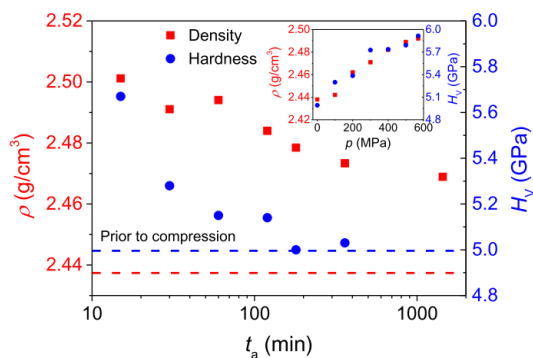 Density
Hardness
2.52
2.50
2.48
2.46
2.44
ρ (g/cm³)
6.0
5.8
5.6
5.4
5.2
5.0
4.8
H_V (GPa)
2.50
2.48
2.46
2.44
2.42
ρ (g/cm³)
6.0
5.7
5.4
5.1
4.8
H_V (GPa)
0 200 400 600
p (MPa)
Prior to compression
10 100 1000
t_a (min)